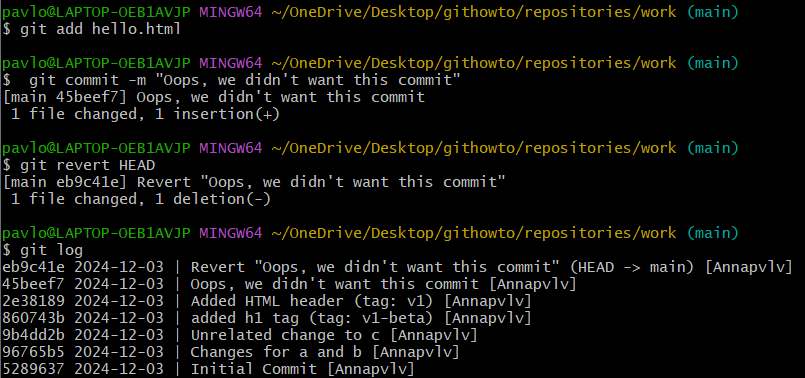 pavlo@LAPTOP-OEB1AVJP MINGW64 ~/OneDrive/Desktop/githowto/repositories/work (main)
$ git add hello.html
pavlo@LAPTOP-OEB1AVJP MINGW64 ~/OneDrive/Desktop/githowto/repositories/work (main)
$  git commit -m "Oops, we didn't want this commit"
[main 45beef7] Oops, we didn't want this commit
 1 file changed, 1 insertion(+)
pavlo@LAPTOP-OEB1AVJP MINGW64 ~/OneDrive/Desktop/githowto/repositories/work (main)
$ git revert HEAD
[main eb9c41e] Revert "Oops, we didn't want this commit"
 1 file changed, 1 deletion(-)
pavlo@LAPTOP-OEB1AVJP MINGW64 ~/OneDrive/Desktop/githowto/repositories/work (main)
$ git log
eb9c41e 2024-12-03 | Revert "Oops, we didn't want this commit" (HEAD -> main) [Annapvlv]
45beef7 2024-12-03 | Oops, we didn't want this commit [Annapvlv]
2e38189 2024-12-03 | Added HTML header (tag: v1) [Annapvlv]
860743b 2024-12-03 | added h1 tag (tag: v1-beta) [Annapvlv]
9b4dd2b 2024-12-03 | Unrelated change to c [Annapvlv]
96765b5 2024-12-03 | Changes for a and b [Annapvlv]
5289637 2024-12-03 | Initial Commit [Annapvlv]